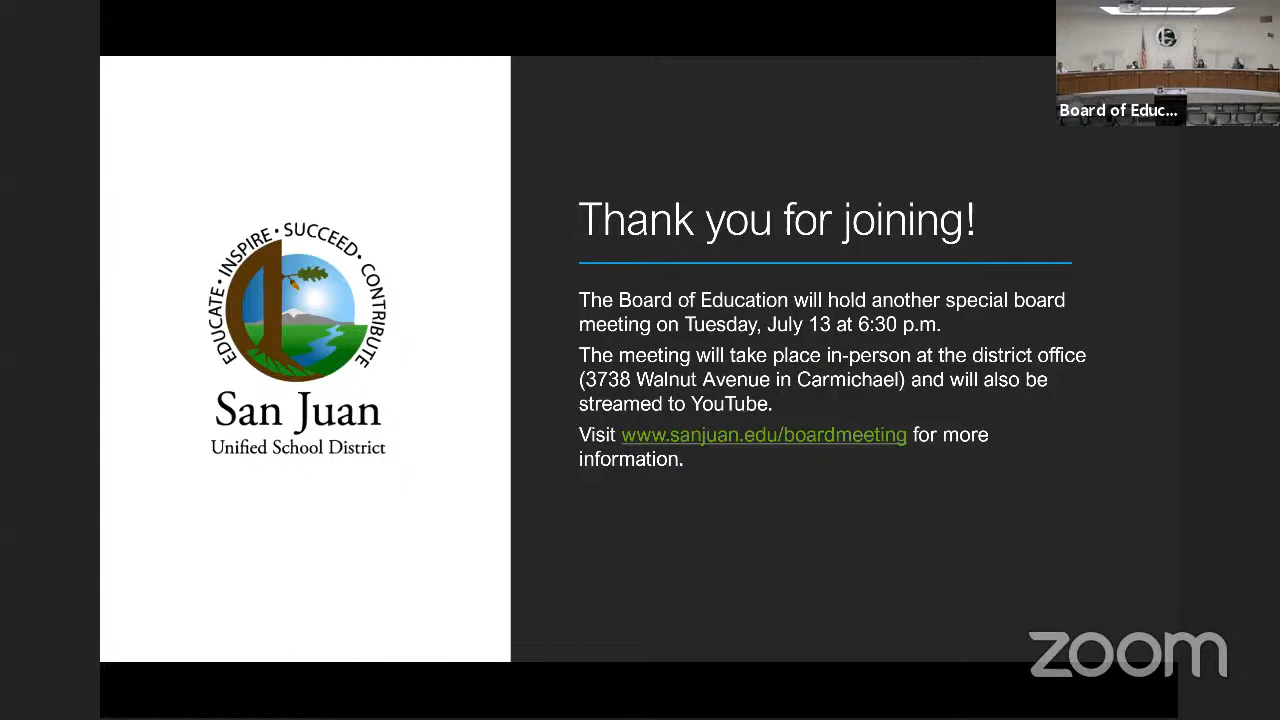 Board of Educ...
EDUCATE • INSPIRE • SUCCEED • CONTRIBUTE
San Juan
Unified School District
Thank you for joining!
The Board of Education will hold another special board
meeting on Tuesday, July 13 at 6:30 p.m.
The meeting will take place in-person at the district office
(3738 Walnut Avenue in Carmichael) and will also be
streamed to YouTube.
Visit www.sanjuan.edu/boardmeeting for more
information.
zoom